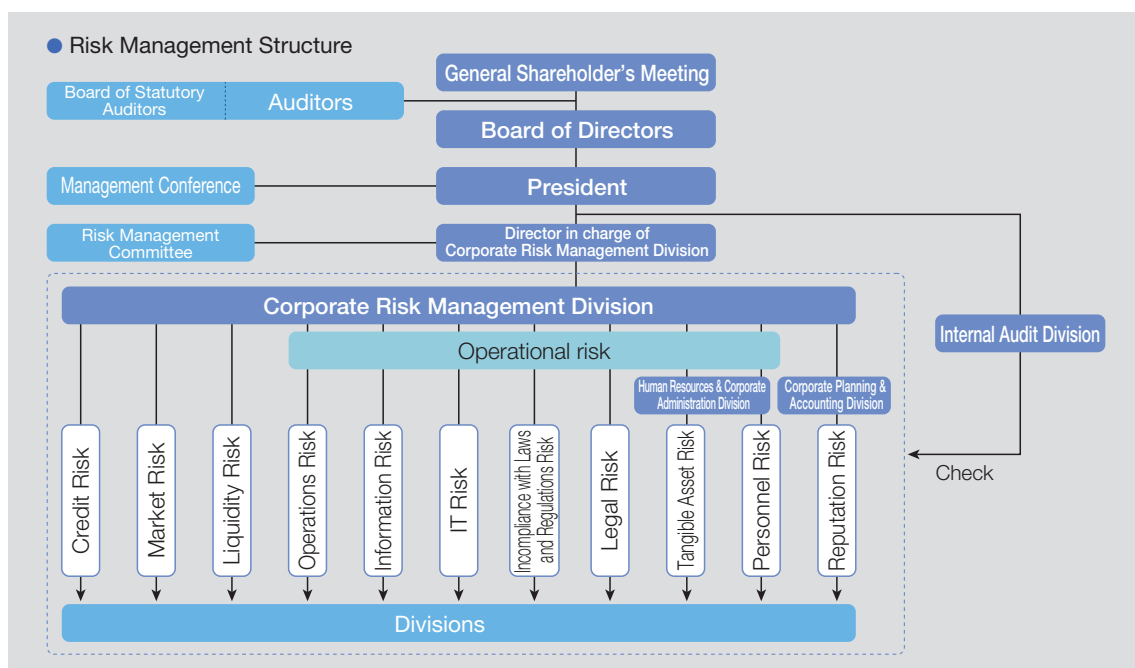 Risk Management Structure
General Shareholder's Meeting
Board of Statutory
Auditors
Auditors
Board of Directors
Management Conference
President
Risk Management
Committee
Director in charge of
Corporate Risk Management Division
Corporate Risk Management Division
Operational risk
Internal Audit Division
Human Resources & Corporate
Administration Division
Corporate Planning &
Accounting Division
Credit Risk
Market Risk
Liquidity Risk
Operations Risk
Information Risk
IT Risk
Incompliance with Laws
and Regulations Risk
Legal Risk
Tangible Asset Risk
Personnel Risk
Reputation Risk
Check
Divisions